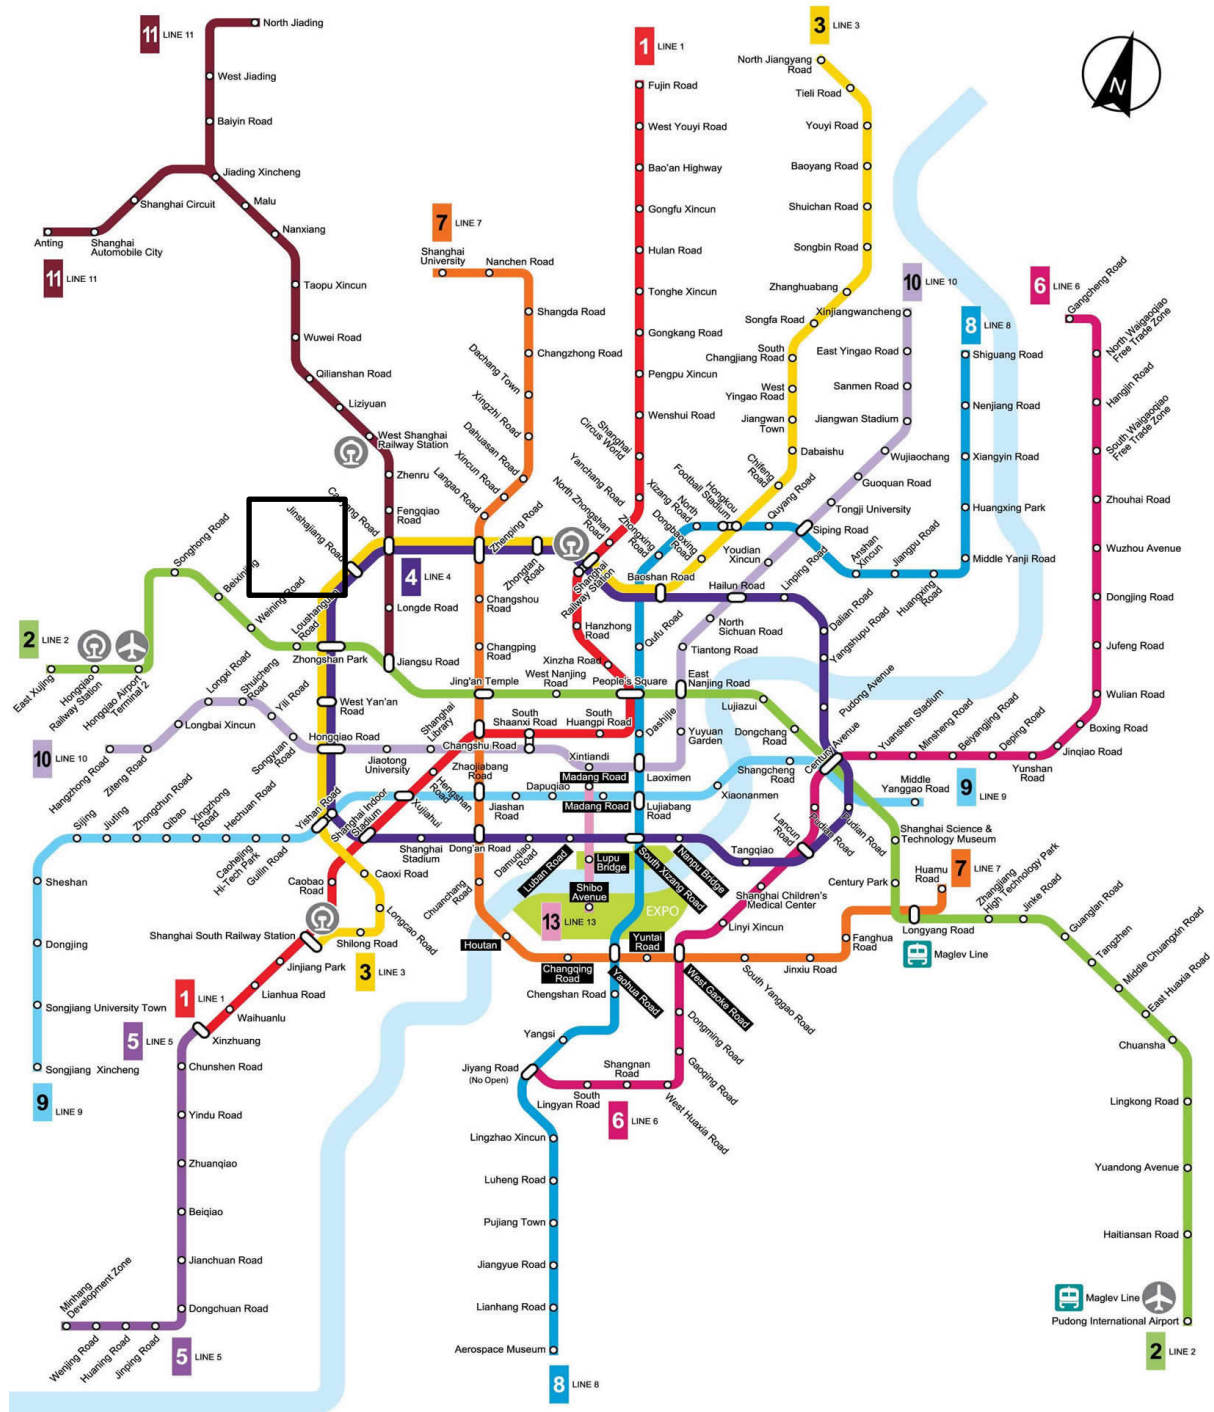 11 LINE 11
North Jiading
West Jiading
Baiyin Road
Jiading Xincheng
Shanghai Circuit
Malu
Nanxiang
Anting
Shanghai
Automobile City
11 LINE 11
Taopu Xincun
Wuwei Road
Qilianshan Road
Liziyuan
West Shanghai
Railway Station
Zhenru
Fengqiao
Road
Longde Road
Jiangsu Road
7 LINE 7
Shanghai
University
Nanchen Road
Shangda Road
Changzhong Road
Dachang Town
Xingzhi Road
Dahuasan Road
Xincun Road
Langao Road
Zhenping Road
Changshou
Road
Changping
Road
Jing'an Temple
1 LINE 1
Fujin Road
West Youyi Road
Bao'an Highway
Gongfu Xincun
Hulan Road
Tonghe Xincun
Gongkang Road
Pengpu Xincun
Wenshui Road
Shanghai
Circus World
Yanchang Road
North Zhongshan
Road
Shanghai
Railway Station
Hanzhong
Road
Xinzha Road
People's Square
3 LINE 3
North Jiangyang
Road
Tieli Road
Youyi Road
Baoyang Road
Shuichan Road
Songbin Road
Zhanghuabang
Songfa Road
South
Changjiang Road
West
Yingao Road
Jiangwan
Town
Dabaishu
Chifeng
Road
Hongkou
Football Stadium
Dongbaoxing
Road
Baoshan Road
Zhongtan
Road
10 LINE 10
Xinjiangwancheng
East Yingao Road
Sanmen Road
Jiangwan Stadium
Wujiaochang
Guoquan Road
Tongji University
Siping Road
Quyang Road
Youdian
Xincun
Hailun Road
North
Sichuan Road
Tiantong Road
East
Nanjing Road
Yuyuan
Garden
8 LINE 8
Shiguang Road
Nenjiang Road
Xiangyin Road
Huangxing Park
Middle Yanji Road
Huangxing
Road
Jiangpu Road
Anshan
Xincun
North
Xizang Road
Zhongxing
Road
Qufu Road
Dashijie
Laoximen
Lujiabang
Road
6 LINE 6
Gangcheng Road
North Waigaoqiao
Free Trade Zone
Hangjin Road
South Waigaoqiao
Free Trade Zone
Zhouhai Road
Wuzhou Avenue
Dongjing Road
Jufeng Road
Wulian Road
Boxing Road
Jinqiao Road
Yunshan
Road
Deping Road
Beiyangjing Road
Minsheng Road
Yuanshen Stadium
Century Avenue
4 LINE 4
Caoyang Road
Jinshajiang Road
Linping Road
Dalian Road
Yangshupu Road
Pudong Avenue
2 LINE 2
East Xujing
Hongqiao
Railway Station
Hongqiao Airport
Terminal 2
Songhong Road
Beixinjing
Weining Road
Loushanguan
Road
Zhongshan Park
West Nanjing Road
Lujiazui
Dongchang
Road
West Yan'an Road
10 LINE 10
Hangzhong Road
Ziteng Road
Longbai Xincun
Longxi Road
Shuicheng
Road
Yili Road
Songyuan
Road
Hongqiao Road
Jiaotong
University
Shanghai
Library
Changshu Road
South
Shaanxi Road
South
Huangpi Road
Xintiandi
Madang Road
Madang Road
Lupu
Bridge
Shibo
Avenue
13 LINE 13
EXPO
Zhaojiabang
Road
Hengshan
Road
Xujiahui
Jiashan
Road
Dapuqiao
Xiaonanmen
Shangcheng
Road
Middle
Yanggao Road
9 LINE 9
Sijing
Jiuting
Zhongchun Road
Qibao
Xingzhong
Road
Hechuan Road
Caohejing
Hi-Tech Park
Guilin Road
Yishan Road
Shanghai Indoor
Stadium
Shanghai
Stadium
Dong'an Road
Damuqiao
Road
Luban Road
South Xizang Road
Nanpu Bridge
Tangqiao
Lancun
Road
Pudian
Road
Pudian Road
Sheshan
Dongjing
Songjiang University Town
Songjiang Xincheng
9 LINE 9
Caobao
Road
Caoxi Road
Longcao Road
Shilong Road
3 LINE 3
Shanghai South Railway Station
Jinjiang Park
Lianhua Road
Waihuanlu
Xinzhuang
1 LINE 1
5 LINE 5
Chunshen Road
Yindu Road
Zhuanqiao
Beiqiao
Jianchuan Road
Dongchuan Road
Minhang
Development Zone
Wenjing Road
Huaning Road
Jinping Road
5 LINE 5
Chuanchang
Road
Houtan
Changqing
Road
Yuntai
Road
Yaohua Road
West Gaoke Road
South Yanggao Road
Jinxiu Road
Fanghua
Road
Longyang Road
Huamu
Road
7 LINE 7
Maglev Line
Shanghai Children's
Medical Center
Linyi Xincun
Dongming Road
Gaoqing Road
West Huaxia Road
Shangnan
Road
South
Lingyan Road
6 LINE 6
Chengshan Road
Yangsi
Jiyang Road
(No Open)
Lingzhao Xincun
Luheng Road
Pujiang Town
Jiangyue Road
Lianhang Road
Aerospace Museum
8 LINE 8
Shanghai Science &
Technology Museum
Century Park
Zhangjiang
High Technology Park
Jinke Road
Guanglan Road
Tangzhen
Middle Chuangxin Road
East Huaxia Road
Chuansha
Lingkong Road
Yuandong Avenue
Haitiansan Road
Maglev Line
Pudong International Airport
2 LINE 2
N